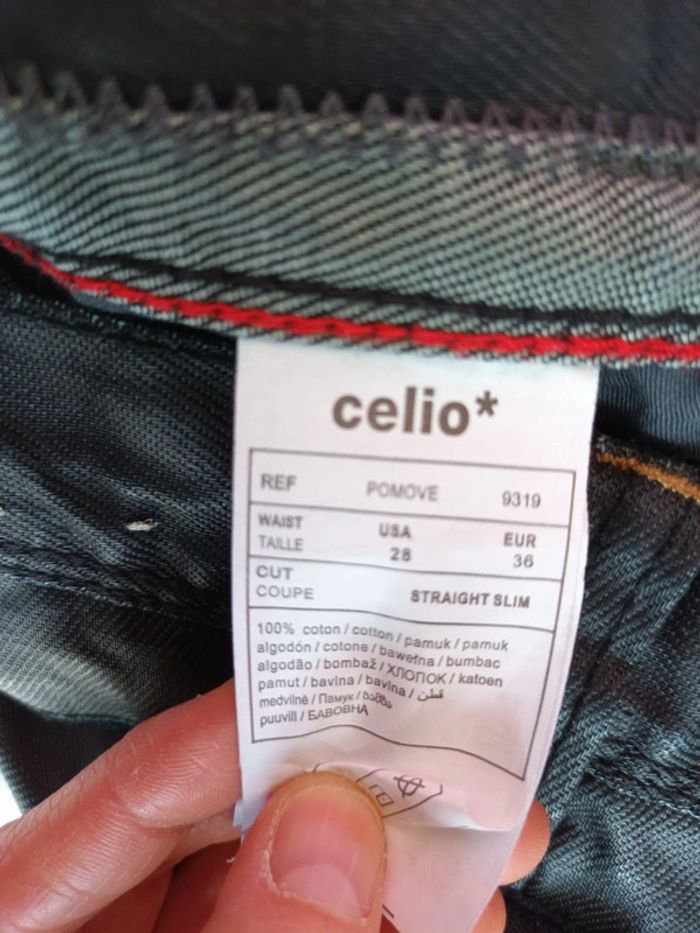 celio*
REF POMOVE 9319
WAIST USA EUR
TAILLE 28 36
CUT
COUPE STRAIGHT SLIM
100% coton / cotton / pamuk / pamuk
algodón / cotone / bawełna / bumbac
algodão / bombaž / ХЛОПОК / katoen
pamut / bavlna / bavlna / قطن
medvilnė / Памук / ბამბა
puuvill / БАВОВНА